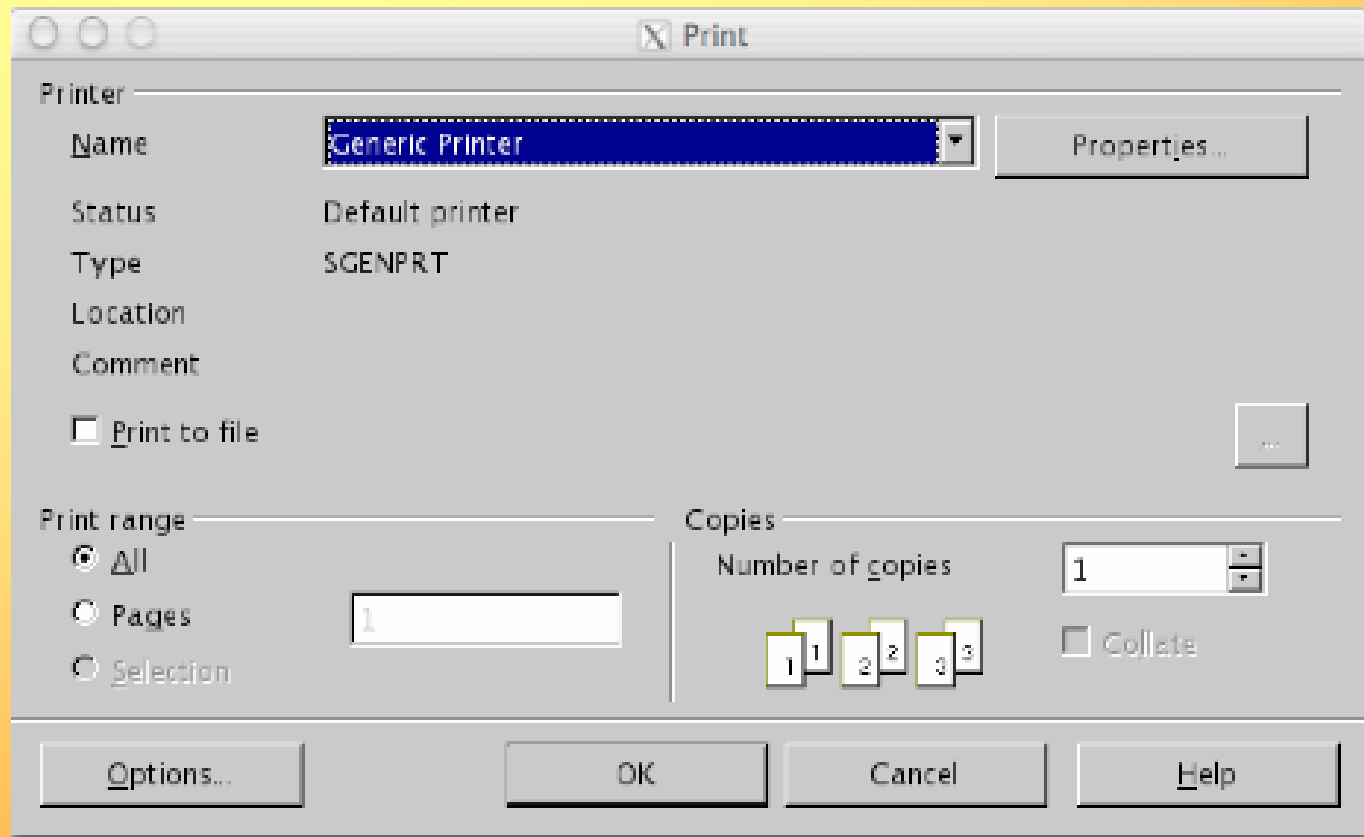 X Print
Printer
Name Generic Printer Properties...
Status Default printer
Type SGENPRT
Location
Comment
Print to file ...
Print range Copies
All Number of copies 1
Pages 1
1 1 2 2 3 3 Collate
Selection
Options... OK Cancel Help